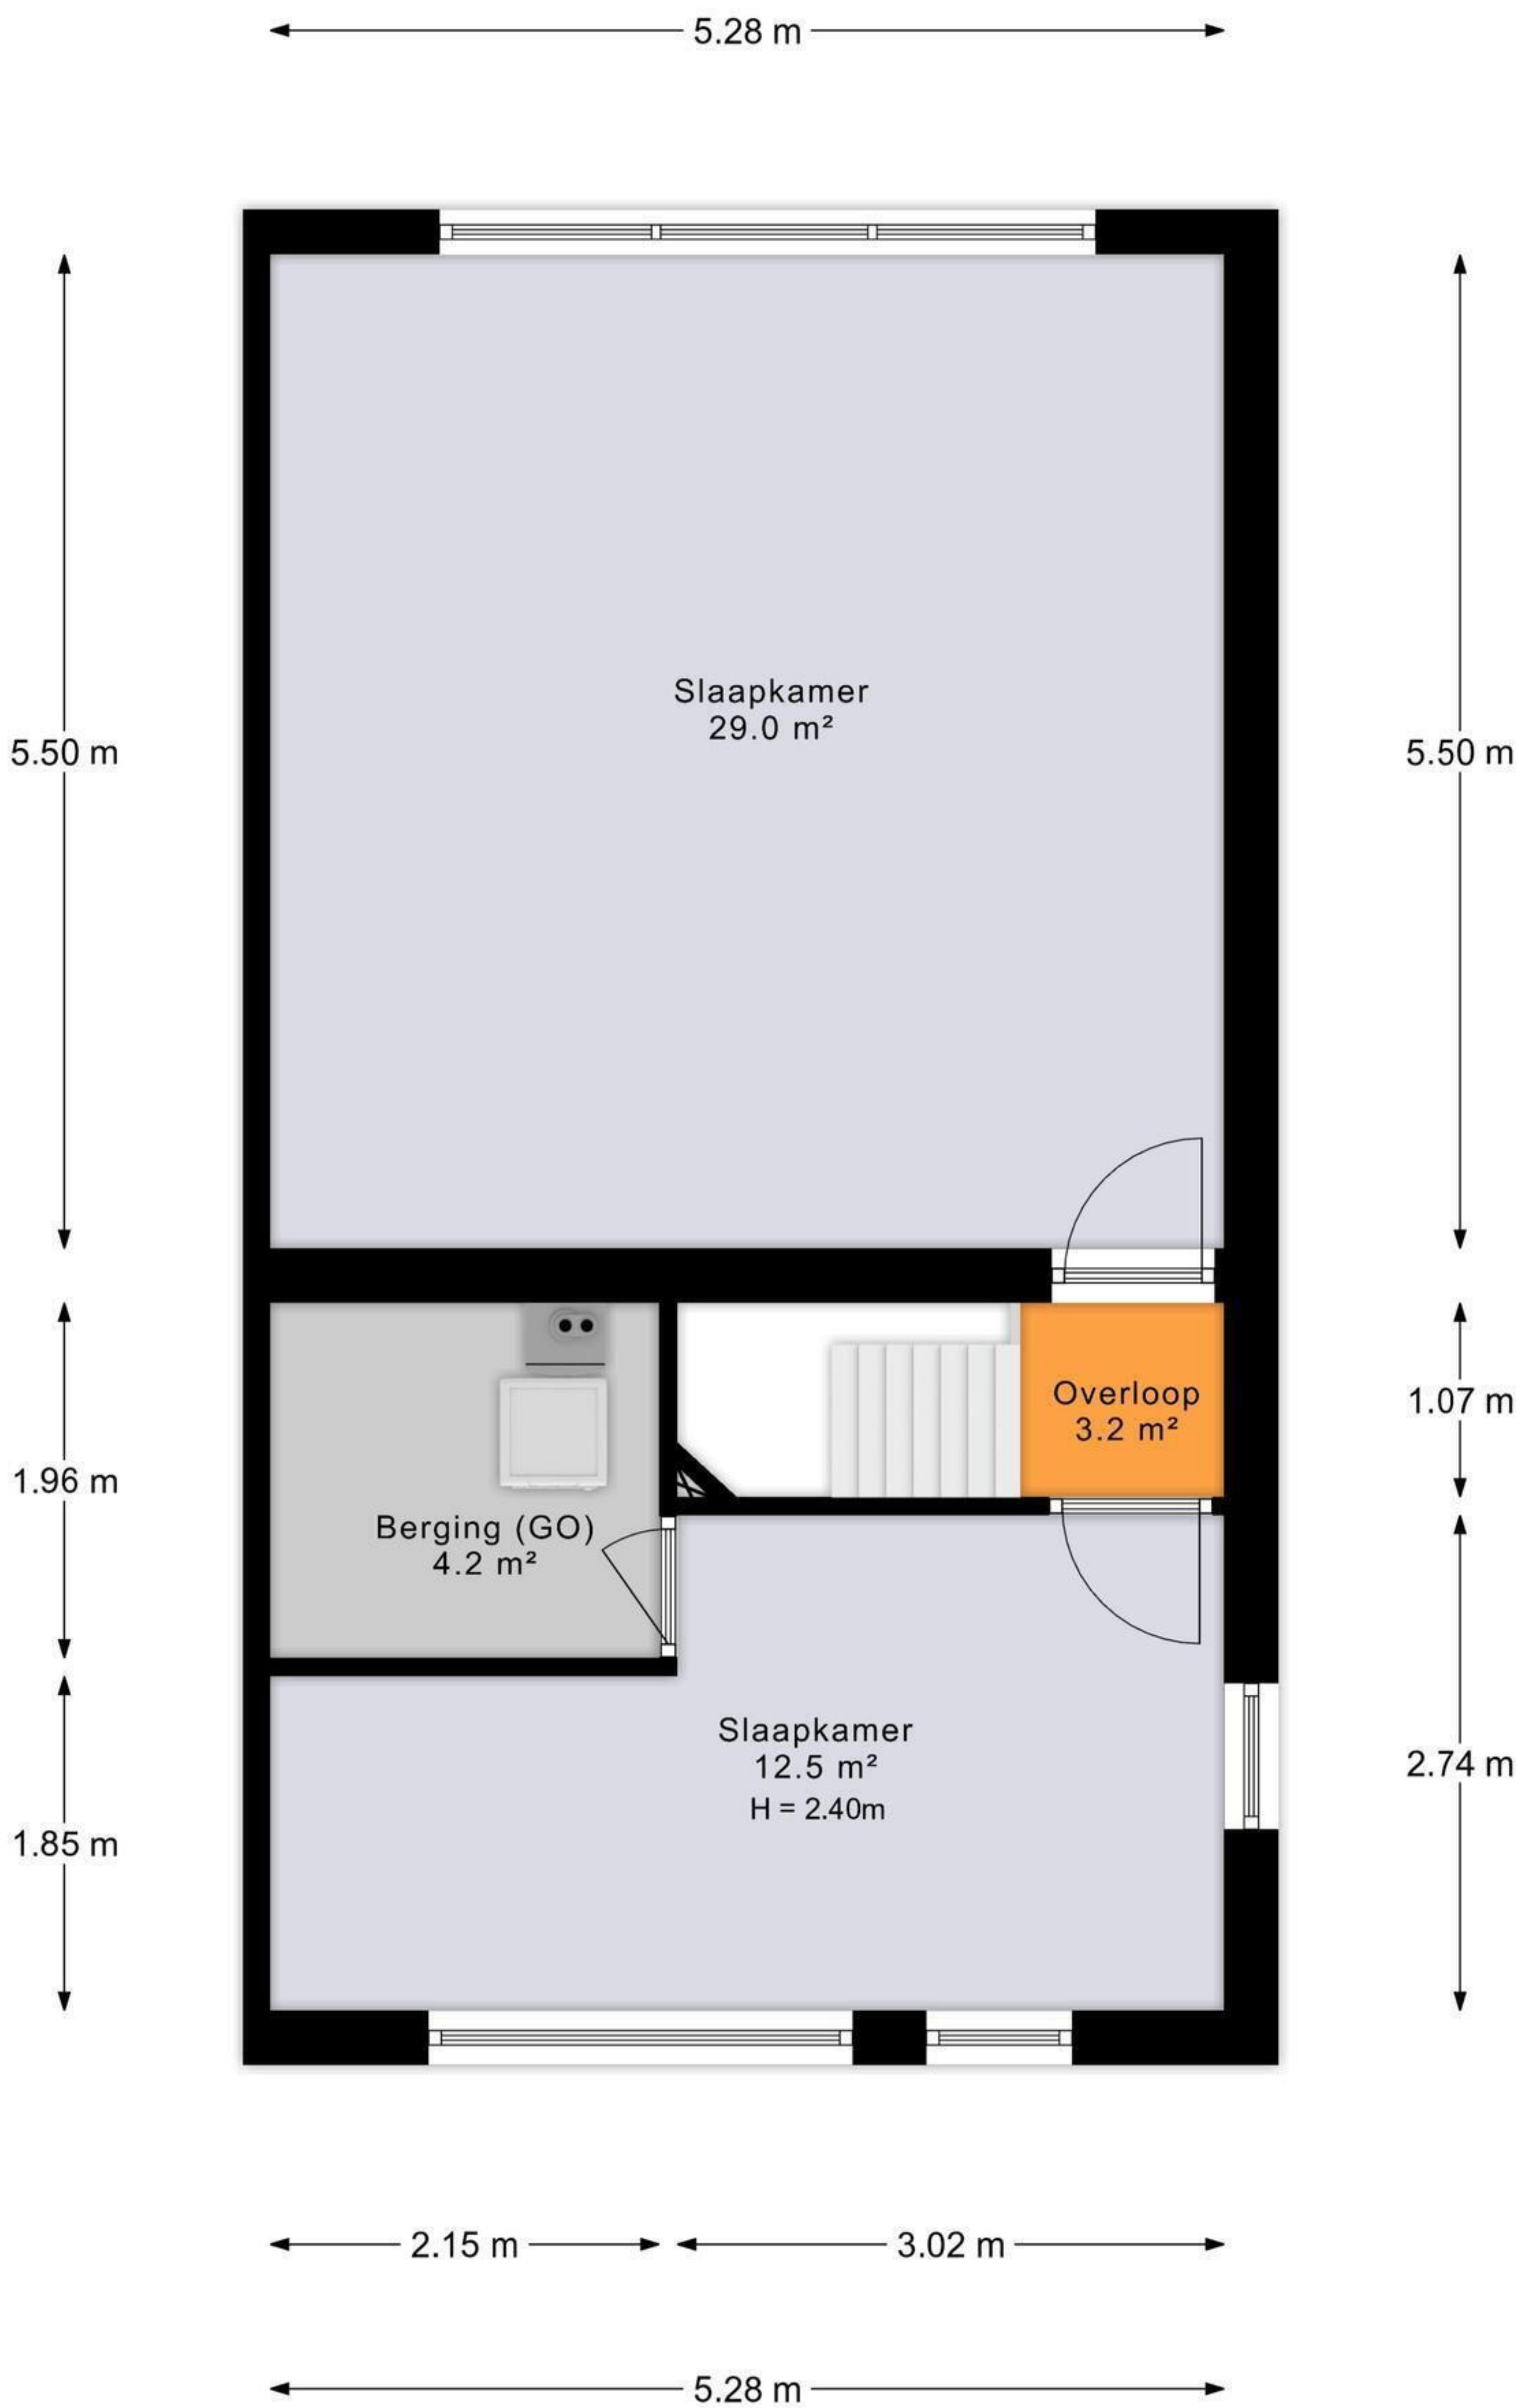 5.28 m
Slaapkamer
29.0 m²
5.50 m
5.50 m
Overloop
3.2 m²
1.07 m
1.96 m
Berging (GO)
4.2 m²
Slaapkamer
12.5 m²
H = 2.40m
2.74 m
1.85 m
2.15 m
3.02 m
5.28 m